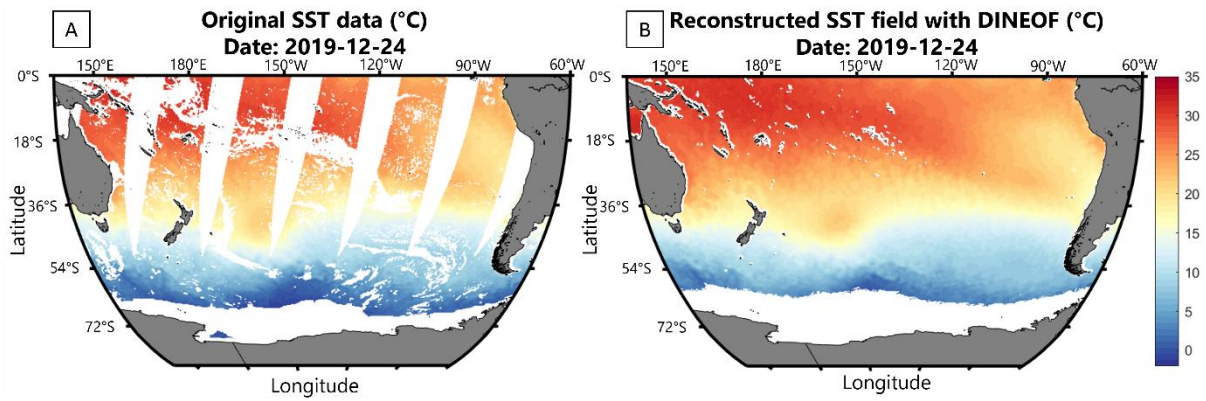 A
Original SST data (°C)
Date: 2019-12-24
150°E 180°E 150°W 120°W 90°W 60°W
0°S
18°S
36°S
54°S
72°S
Latitude
Longitude
B
Reconstructed SST field with DINEOF (°C)
Date: 2019-12-24
150°E 180°E 150°W 120°W 90°W 60°W
0°S
18°S
36°S
54°S
72°S
Latitude
Longitude
35
30
25
20
15
10
5
0